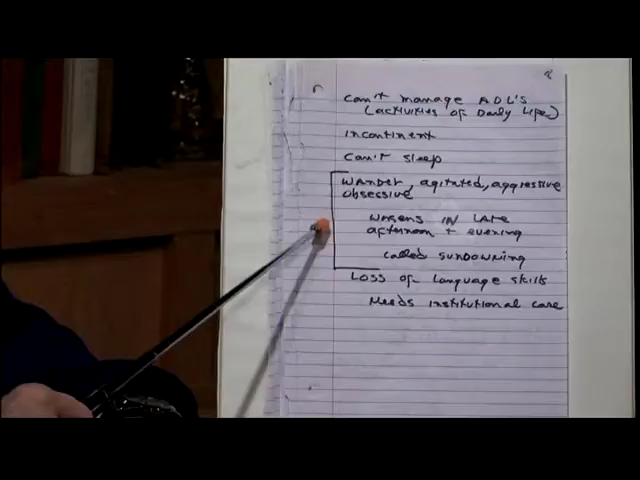 8
Can't manage ADL's
(activities of Daily Life)
incontinent
Can't sleep
Wander, agitated, aggressive
obsessive
worsens in late
afternoon + evening
called sundowning
Loss of Language skills
Needs institutional care